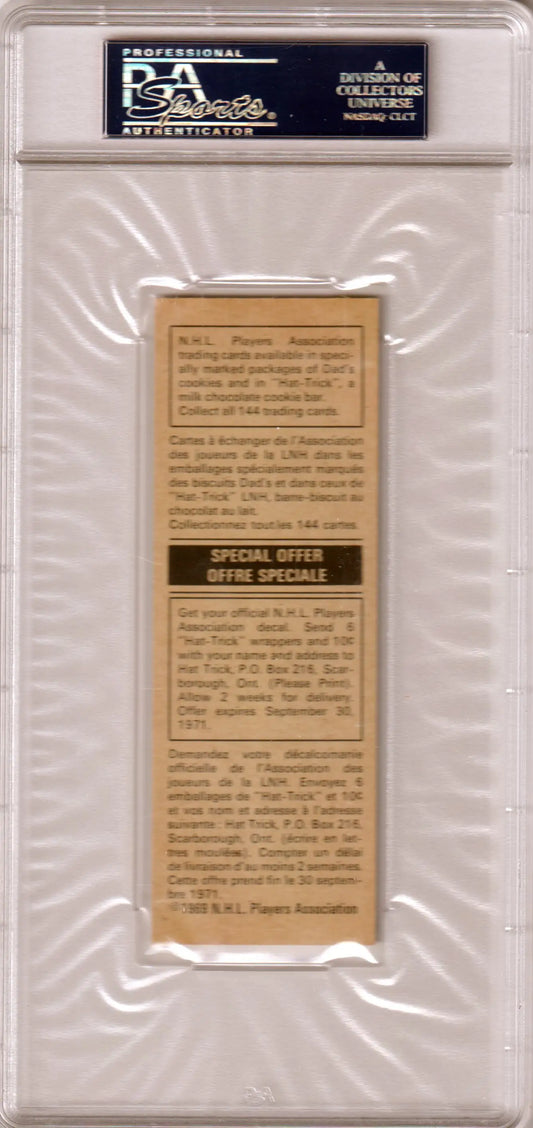 PROFESSIONAL
PSA
Sports®
AUTHENTICATOR
A
DIVISION OF
COLLECTORS
UNIVERSE
NASDAQ: CLCT
N.H.L. Players Association
trading cards available in speci-
ally marked packages of Dad's
cookies and in "Hat-Trick", a
milk chocolate cookie bar.
Collect all 144 trading cards.
Cartes à échanger de l'Association
des joueurs de la LNH dans les
emballages spécialement marqués
des biscuits Dad's et dans ceux de
"Hat-Trick" LNH, barre-biscuit au
chocolat au lait.
Collectionnez toutles 144 cartes.
SPECIAL OFFER
OFFRE SPECIALE
Get your official N.H.L. Players
Association decal. Send 6
"Hat-Trick" wrappers and 10¢
with your name and address to
Hat Trick, P.O. Box 216, Scar-
borough, Ont. (Please Print).
Allow 2 weeks for delivery.
Offer expires September 30,
1971.
Demandez votre décalcomanie
officielle de l'Association des
joueurs de la LNH. Envoyez 6
emballages de "Hat-Trick" et 10¢
et vos nom et adresse à l'adresse
suivante: Hat Trick, P.O. Box 216,
Scarborough, Ont. (écrire en let-
tres moulées). Compter un délai
de livraison d'au moins 2 semaines.
Cette offre prend fin le 30 septem-
bre 1971.
©1969 N.H.L. Players Association
PSA